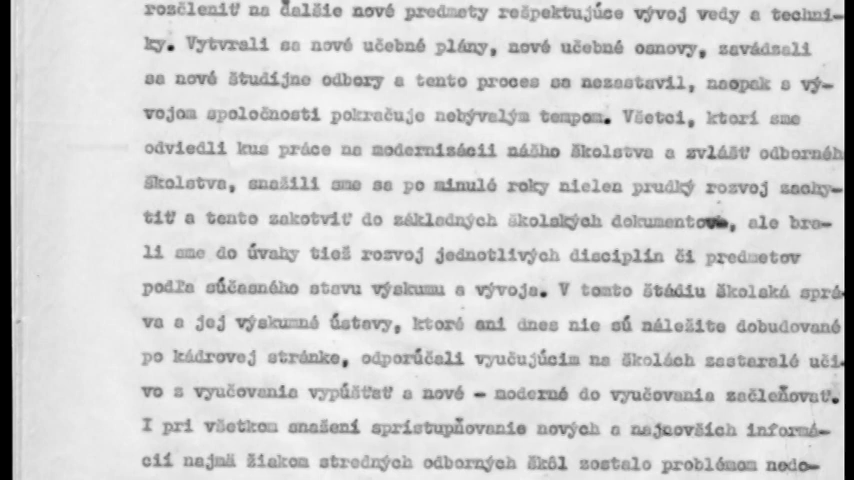 rozčleniť na ďalšie nové predmety rešpektujúce vývoj vedy a techni-
ky. Vytvrali sa nové učebné plány, nové učebné osnovy, zavádzali
sa nové študijne odbory a tento proces sa nezastavil, naopak s vý-
vojom spoločnosti pokračuje nebývalým tempom. Všetci, ktorí sme
odviedli kus práce na modernizácii nášho školstva a zvlášť odborného
školstva, snažili sme sa po minulé roky nielen prudký rozvoj zachy-
tiť a tento zakotviť do základných školských dokumentov, ale bra-
li sme do úvahy tiež rozvoj jednotlivých disciplín či predmetov
podľa súčasného stavu výskumu a vývoja. V tomto štádiu školská sprá-
va a jej výskumné ústavy, ktoré ani dnes nie sú náležite dobudované
po kádrovej stránke, odporúčali vyučujúcim na školách zastaralé uči-
vo z vyučovania vypúšťať a nové - moderné do vyučovania začleňovať.
I pri všetkom snažení sprístupňovanie nových a najnovších informá-
cií najmä žiakom stredných odborných škôl zostalo problémom nedo-